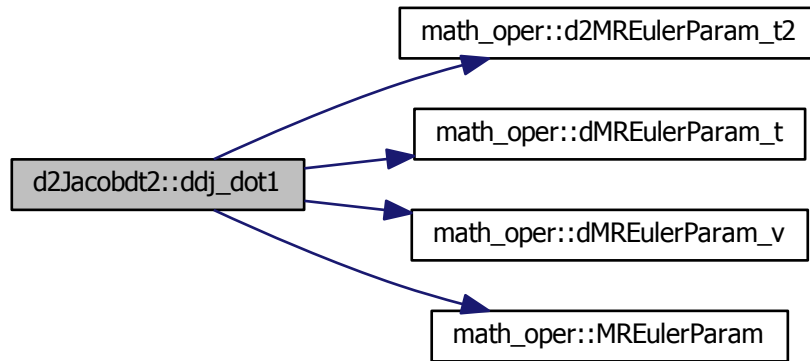 math_oper::d2MREulerParam_t2
math_oper::dMREulerParam_t
d2Jacobdt2::ddj_dot1
math_oper::dMREulerParam_v
math_oper::MREulerParam